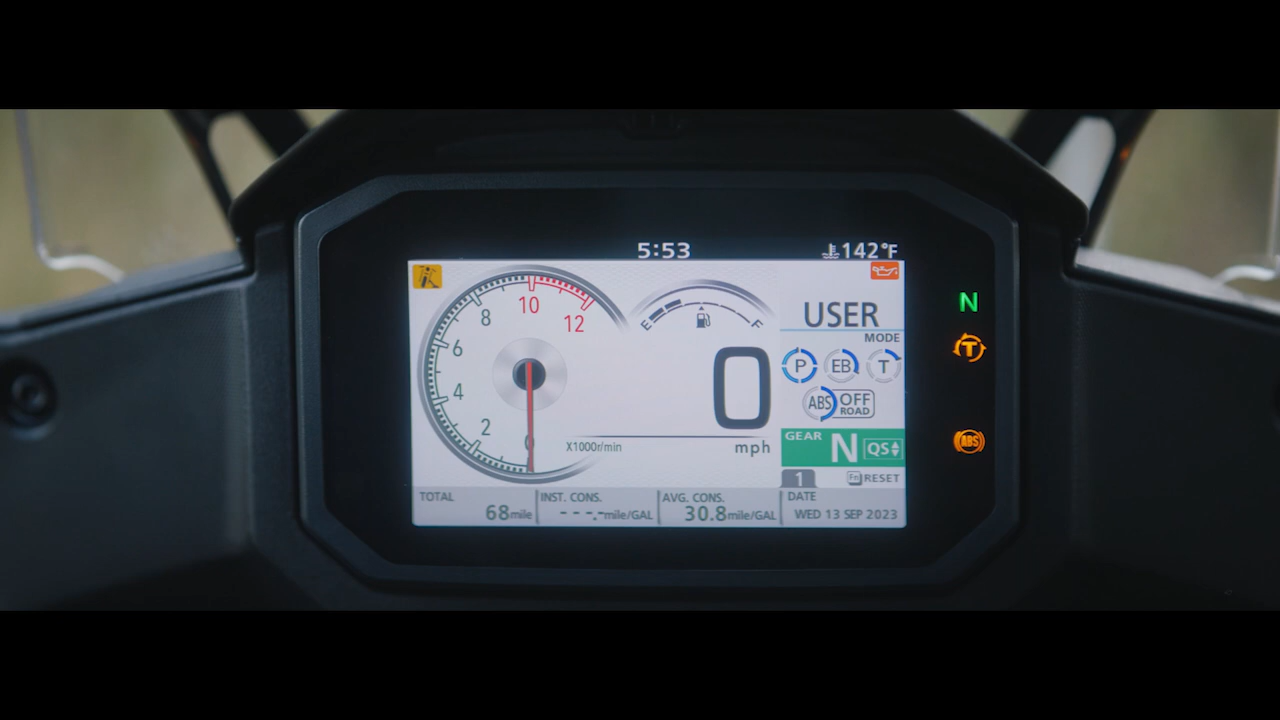 5:53
142°F
USER
MODE
P EB T
ABS OFF ROAD
10
12
8
6
4
2
0
E F
0
X1000r/min
mph
GEAR N QS
1 Fn RESET
TOTAL INST. CONS. AVG. CONS. DATE
68mile ---.-mile/GAL 30.8mile/GAL WED 13 SEP 2023
N
T
ABS